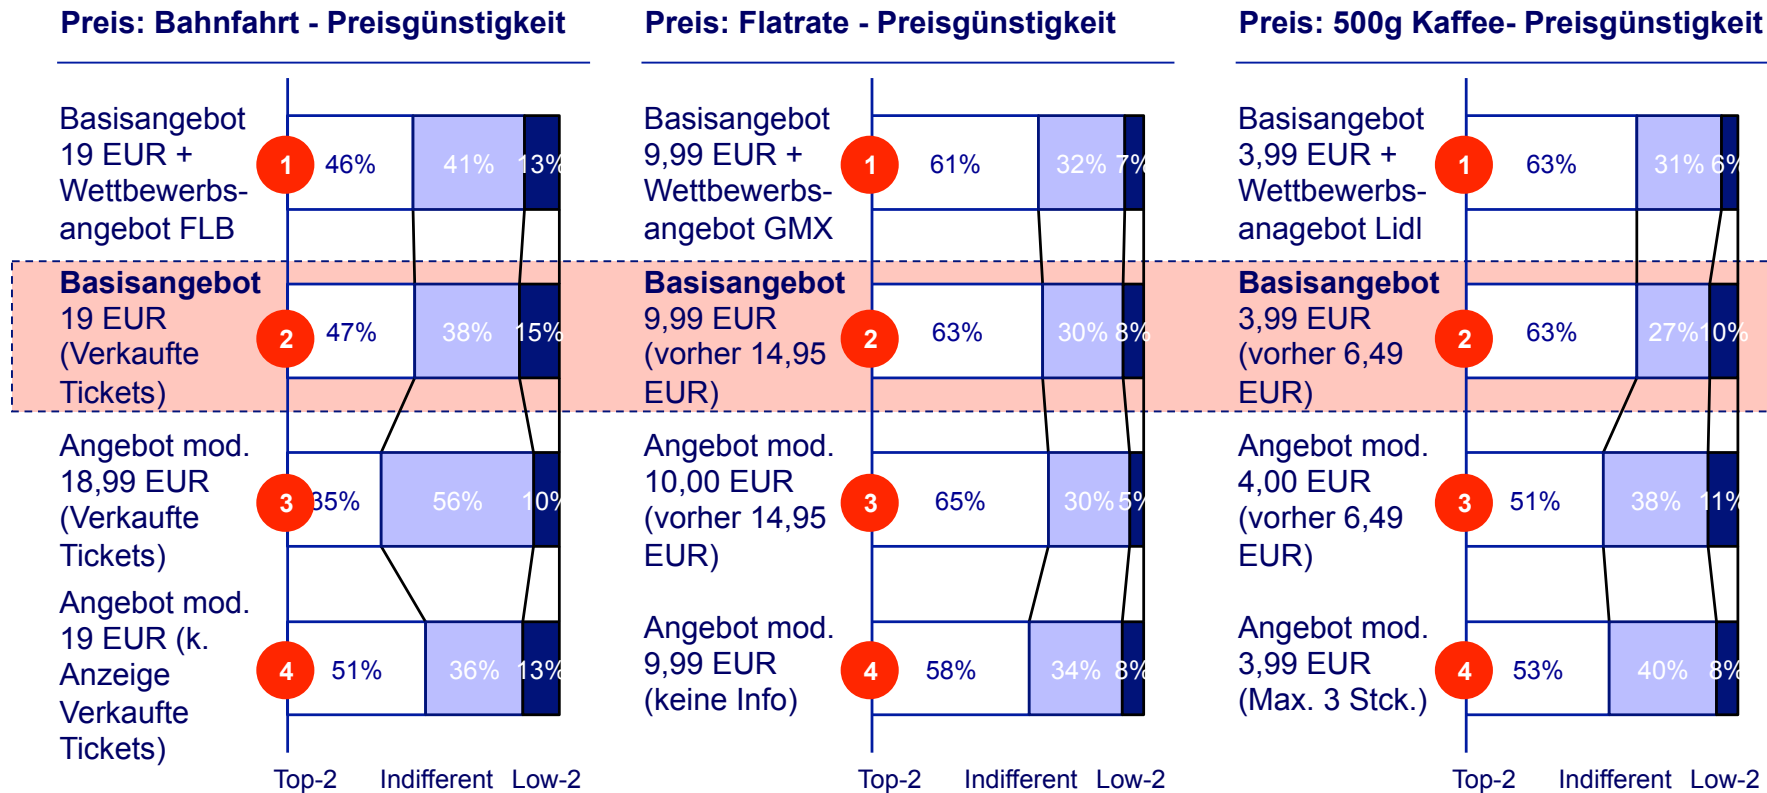 Preis: Bahnfahrt - Preisgünstigkeit
Basisangebot
19 EUR +
Wettbewerbs-
angebot FLB
1
46%
41%
13%
Basisangebot
19 EUR
(Verkaufte
Tickets)
2
47%
38%
15%
Angebot mod.
18,99 EUR
(Verkaufte
Tickets)
3
35%
56%
10%
Angebot mod.
19 EUR (k.
Anzeige
Verkaufte
Tickets)
4
51%
36%
13%
Top-2
Indifferent
Low-2
Preis: Flatrate - Preisgünstigkeit
Basisangebot
9,99 EUR +
Wettbewerbs-
angebot GMX
1
61%
32%
7%
Basisangebot
9,99 EUR
(vorher 14,95
EUR)
2
63%
30%
8%
Angebot mod.
10,00 EUR
(vorher 14,95
EUR)
3
65%
30%
5%
Angebot mod.
9,99 EUR
(keine Info)
4
58%
34%
8%
Top-2
Indifferent
Low-2
Preis: 500g Kaffee- Preisgünstigkeit
Basisangebot
3,99 EUR +
Wettbewerbs-
anagebot Lidl
1
63%
31%
6%
Basisangebot
3,99 EUR
(vorher 6,49
EUR)
2
63%
27%
10%
Angebot mod.
4,00 EUR
(vorher 6,49
EUR)
3
51%
38%
11%
Angebot mod.
3,99 EUR
(Max. 3 Stck.)
4
53%
40%
8%
Top-2
Indifferent
Low-2